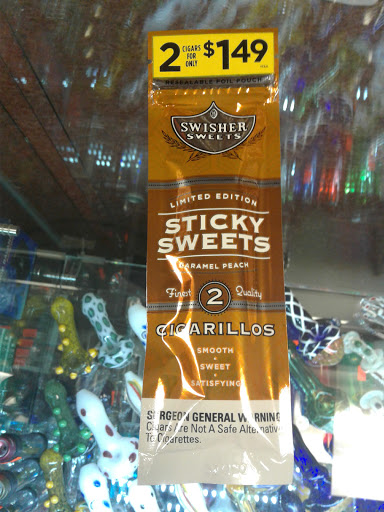 2 CIGARS FOR ONLY $1.49
RESEALABLE FOIL POUCH
SWISHER
SWEETS
LIMITED EDITION
STICKY
SWEETS
CARAMEL PEACH
Finest 2 Quality
CIGARILLOS
SMOOTH
SWEET
SATISFYING
SURGEON GENERAL WARNING
Cigars Are Not A Safe Alternative
To Cigarettes.